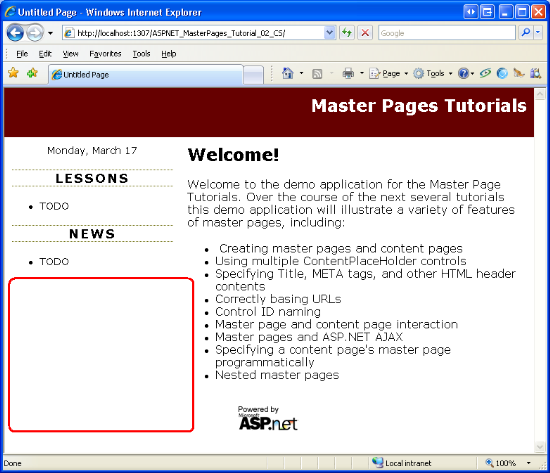 Untitled Page - Windows Internet Explorer
http://localhost:1307/ASPNET_MasterPages_Tutorial_02_CS/
Google
File Edit View Favorites Tools Help
Untitled Page
Page Tools
Master Pages Tutorials
Monday, March 17
LESSONS
TODO
NEWS
TODO
Welcome!
Welcome to the demo application for the Master Page
Tutorials. Over the course of the next several tutorials
this demo application will illustrate a variety of features
of master pages, including:
Creating master pages and content pages
Using multiple ContentPlaceHolder controls
Specifying Title, META tags, and other HTML header
contents
Correctly basing URLs
Control ID naming
Master page and content page interaction
Master pages and ASP.NET AJAX
Specifying a content page's master page
programmatically
Nested master pages
Powered by
Microsoft
ASP.net
Done
Local intranet
100%